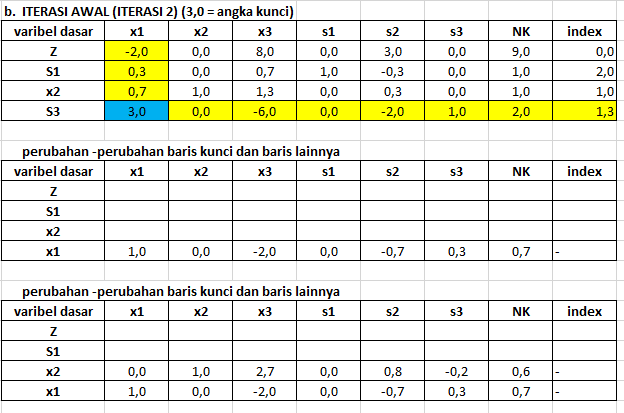 b. ITERASI AWAL (ITERASI 2) (3,0 = angka kunci)
varibel dasar x1 x2 x3 s1 s2 s3 NK index
Z -2,0 0,0 8,0 0,0 3,0 0,0 9,0 0,0
S1 0,3 0,0 0,7 1,0 -0,3 0,0 1,0 2,0
x2 0,7 1,0 1,3 0,0 0,3 0,0 1,0 1,0
S3 3,0 0,0 -6,0 0,0 -2,0 1,0 2,0 1,3
perubahan -perubahan baris kunci dan baris lainnya
varibel dasar x1 x2 x3 s1 s2 s3 NK index
Z
S1
x2
x1 1,0 0,0 -2,0 0,0 -0,7 0,3 0,7 -
perubahan -perubahan baris kunci dan baris lainnya
varibel dasar x1 x2 x3 s1 s2 s3 NK index
Z
S1
x2 0,0 1,0 2,7 0,0 0,8 -0,2 0,6 -
x1 1,0 0,0 -2,0 0,0 -0,7 0,3 0,7 -